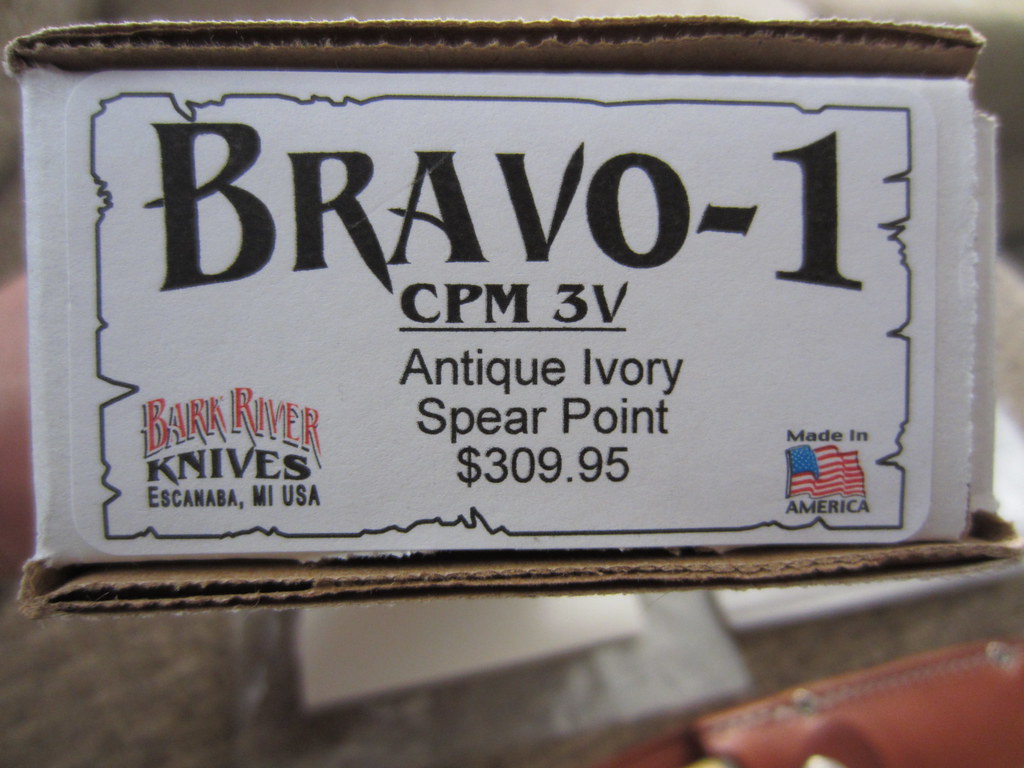 BRAVO-1
CPM 3V
Antique Ivory
Spear Point
$309.95
BARK RIVER
KNIVES
ESCANABA, MI USA
Made In
AMERICA